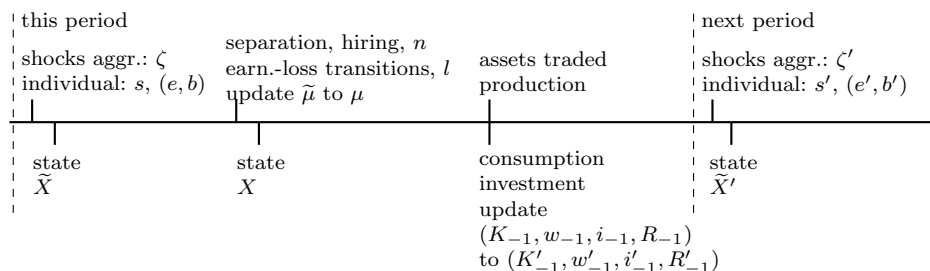 this period
shocks aggr.: ζ
individual: s, (e, b)
state
X̃
separation, hiring, n
earn.-loss transitions, l
update μ̃ to μ
state
X
assets traded
production
consumption
investment
update
(K₋₁, w₋₁, i₋₁, R₋₁)
to (K′₋₁, w′₋₁, i′₋₁, R′₋₁)
next period
shocks aggr.: ζ′
individual: s′, (e′, b′)
state
X̃′